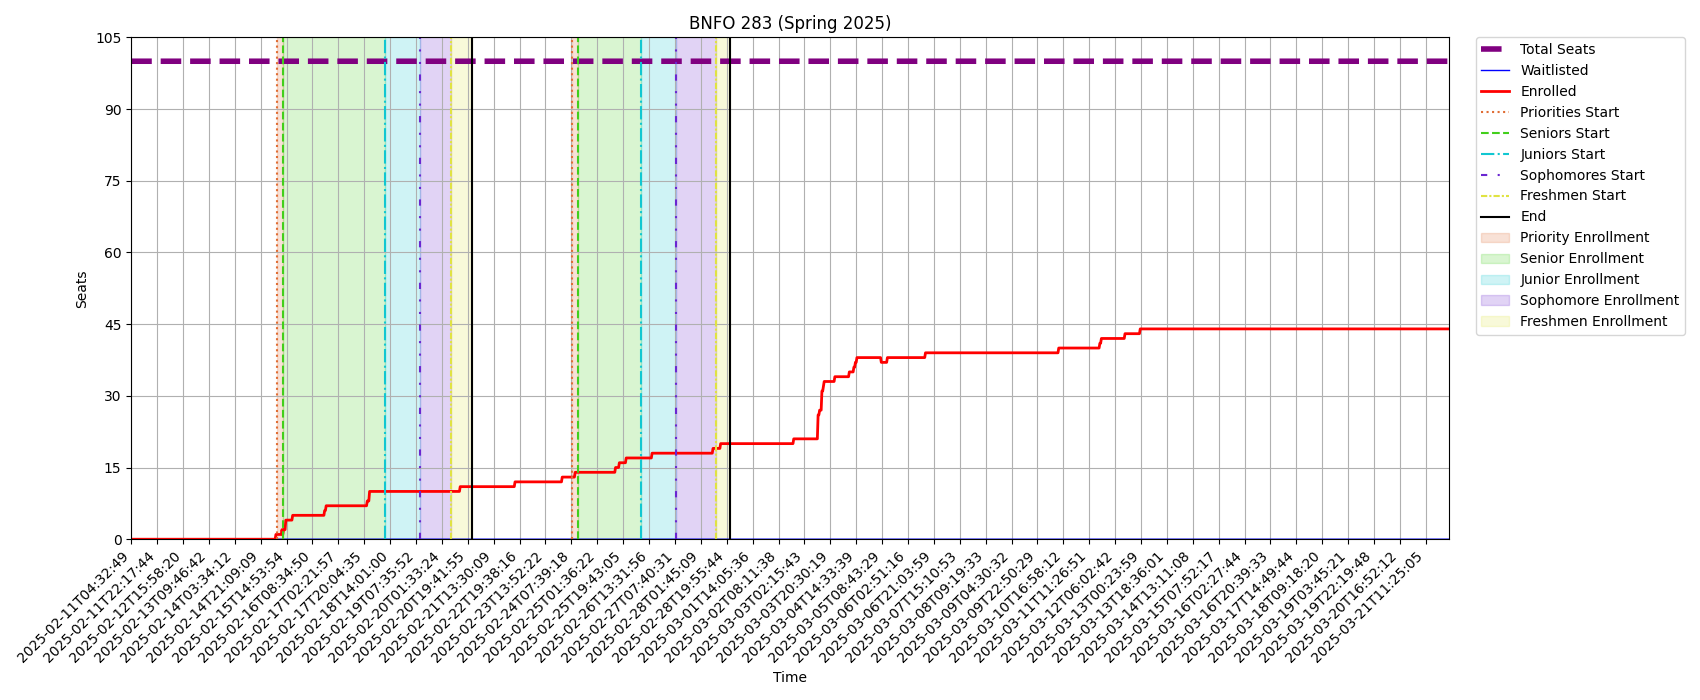 BNFO 283 (Spring 2025)
105
90
75
60
45
30
15
0
Seats
2025-02-11T04:32:49
2025-02-11T22:17:44
2025-02-12T15:58:20
2025-02-13T09:46:42
2025-02-14T03:34:12
2025-02-14T21:09:09
2025-02-15T14:53:54
2025-02-16T08:34:50
2025-02-17T02:21:57
2025-02-17T20:04:35
2025-02-18T14:01:00
2025-02-19T07:35:52
2025-02-20T01:33:24
2025-02-20T19:41:55
2025-02-21T13:30:09
2025-02-22T19:38:16
2025-02-23T13:52:22
2025-02-24T07:39:18
2025-02-25T01:36:22
2025-02-25T19:43:05
2025-02-26T13:31:56
2025-02-27T07:40:31
2025-02-28T01:45:09
2025-02-28T19:55:44
2025-03-01T14:05:36
2025-03-02T08:11:38
2025-03-03T02:15:43
2025-03-03T20:30:19
2025-03-04T14:33:39
2025-03-05T08:43:29
2025-03-06T02:51:16
2025-03-06T21:03:59
2025-03-07T15:10:53
2025-03-08T09:19:33
2025-03-09T04:30:32
2025-03-09T22:50:29
2025-03-10T16:58:12
2025-03-11T11:26:51
2025-03-12T06:02:42
2025-03-13T00:23:59
2025-03-13T18:36:01
2025-03-14T13:11:08
2025-03-15T07:52:17
2025-03-16T02:27:44
2025-03-16T20:39:33
2025-03-17T14:49:44
2025-03-18T09:18:20
2025-03-19T03:45:21
2025-03-19T22:19:48
2025-03-20T16:52:12
2025-03-21T11:25:05
Time
Total Seats
Waitlisted
Enrolled
Priorities Start
Seniors Start
Juniors Start
Sophomores Start
Freshmen Start
End
Priority Enrollment
Senior Enrollment
Junior Enrollment
Sophomore Enrollment
Freshmen Enrollment